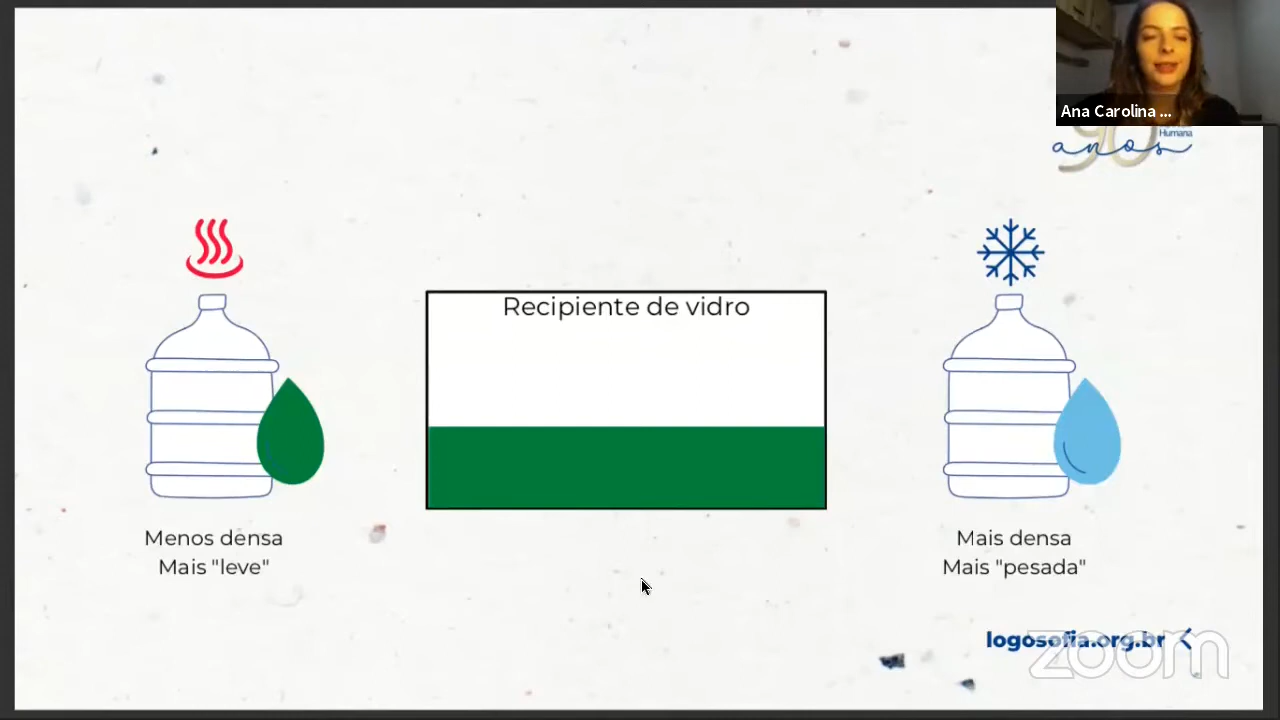 Ana Carolina ...
Humana
90
anos
Recipiente de vidro
Menos densa
Mais "leve"
Mais densa
Mais "pesada"
logosofia.org.br
zoom